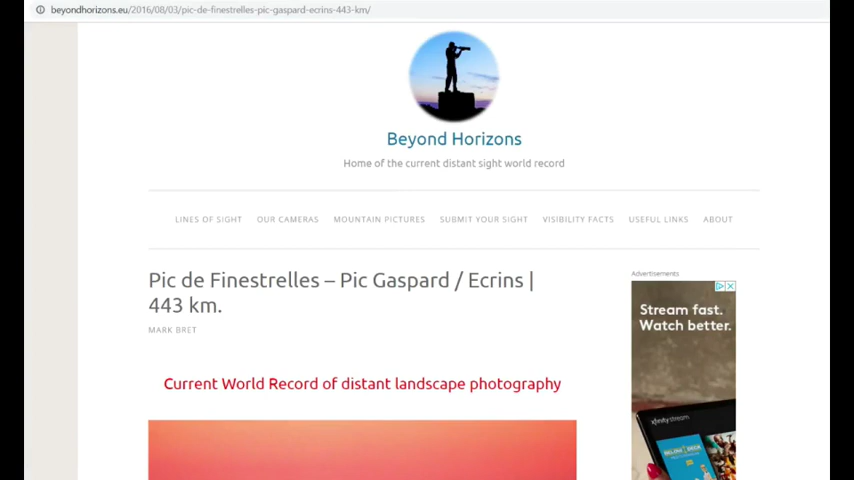 beyondhorizons.eu/2016/08/03/pic-de-finestrelles-pic-gaspard-ecrins-443-km/
Beyond Horizons
Home of the current distant sight world record
LINES OF SIGHT OUR CAMERAS MOUNTAIN PICTURES SUBMIT YOUR SIGHT VISIBILITY FACTS USEFUL LINKS ABOUT
Pic de Finestrelles – Pic Gaspard / Ecrins |
443 km.
MARK BRET
Current World Record of distant landscape photography
Advertisements
Stream fast.
Watch better.
xfinity stream